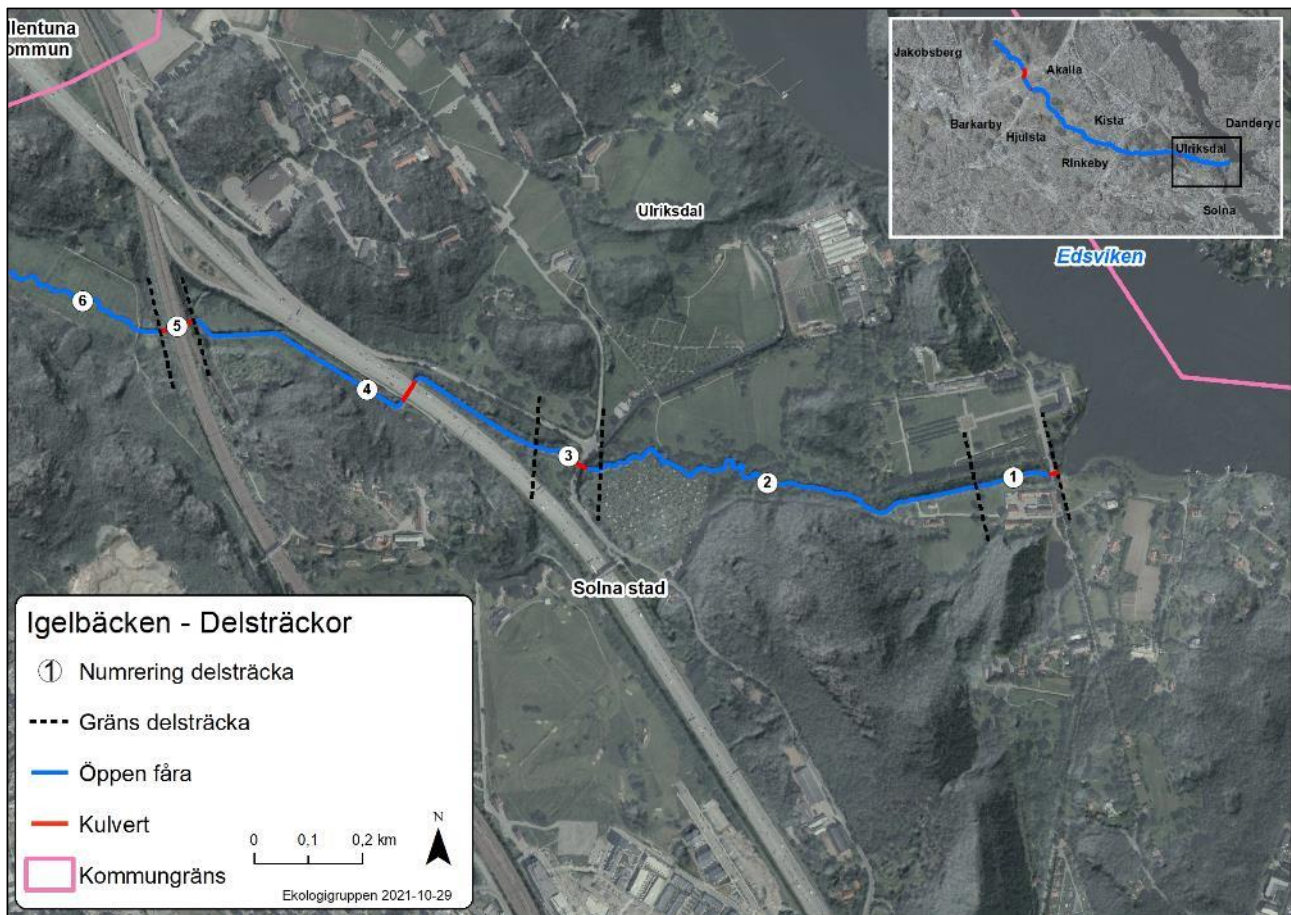 llentuna
ommun
Jakobsberg
Akalla
Barkarby
Hjulsta
Kista
Danderyd
Ulriksdal
Rinkeby
Solna
Ulriksdal
Edsviken
6
5
4
3
2
1
Solna stad
Igelbäcken - Delsträckor
1 Numrering delsträcka
Gräns delsträcka
Öppen fåra
Kulvert
Kommungräns
0 0,1 0,2 km
N
Ekologigruppen 2021-10-29